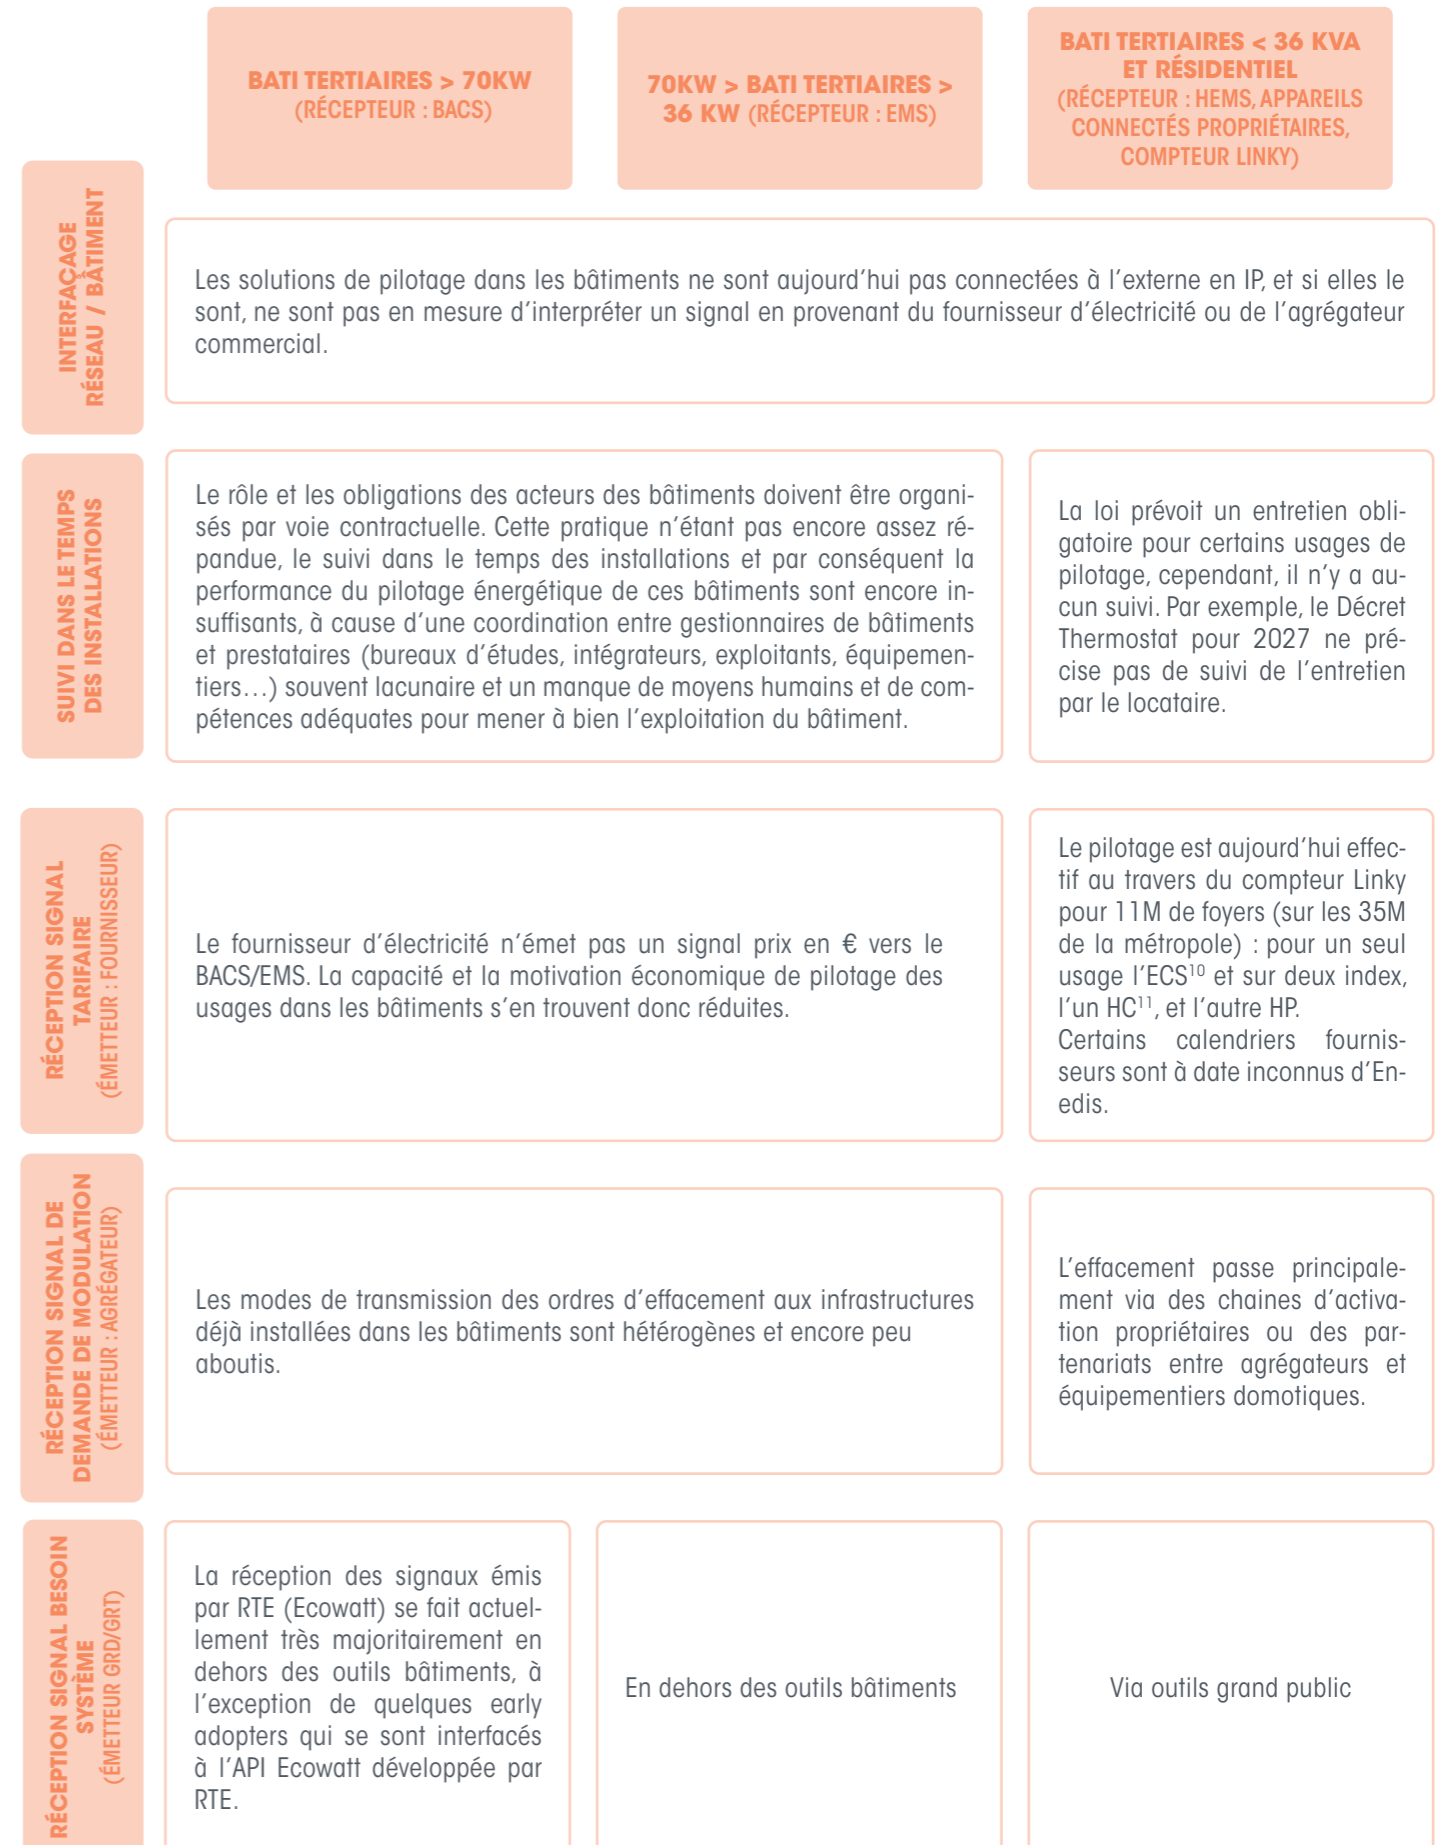 BATI TERTIAIRES > 70KW
(RÉCEPTEUR : BACS)
70KW > BATI TERTIAIRES >
36 KW (RÉCEPTEUR : EMS)
BATI TERTIAIRES < 36 KVA
ET RÉSIDENTIEL
(RÉCEPTEUR : HEMS, APPAREILS
CONNECTÉS PROPRIÉTAIRES,
COMPTEUR LINKY)
INTERFAÇAGE
RÉSEAU / BÂTIMENT
Les solutions de pilotage dans les bâtiments ne sont aujourd’hui pas connectées à l’externe en IP, et si elles le
sont, ne sont pas en mesure d’interpréter un signal en provenant du fournisseur d’électricité ou de l’agrégateur
commercial.
SUIVI DANS LE TEMPS
DES INSTALLATIONS
Le rôle et les obligations des acteurs des bâtiments doivent être organi-
sés par voie contractuelle. Cette pratique n’étant pas encore assez ré-
pandue, le suivi dans le temps des installations et par conséquent la
performance du pilotage énergétique de ces bâtiments sont encore in-
suffisants, à cause d’une coordination entre gestionnaires de bâtiments
et prestataires (bureaux d’études, intégrateurs, exploitants, équipemen-
tiers…) souvent lacunaire et un manque de moyens humains et de com-
pétences adéquates pour mener à bien l’exploitation du bâtiment.
La loi prévoit un entretien obli-
gatoire pour certains usages de
pilotage, cependant, il n’y a au-
cun suivi. Par exemple, le Décret
Thermostat pour 2027 ne pré-
cise pas de suivi de l’entretien
par le locataire.
RÉCEPTION SIGNAL
TARIFAIRE
(ÉMETTEUR : FOURNISSEUR)
Le fournisseur d’électricité n’émet pas un signal prix en € vers le
BACS/EMS. La capacité et la motivation économique de pilotage des
usages dans les bâtiments s’en trouvent donc réduites.
Le pilotage est aujourd’hui effec-
tif au travers du compteur Linky
pour 11M de foyers (sur les 35M
de la métropole) : pour un seul
usage l’ECS¹⁰ et sur deux index,
l’un HC¹¹, et l’autre HP.
Certains calendriers fournis-
seurs sont à date inconnus d’En-
edis.
RÉCEPTION SIGNAL DE
DEMANDE DE MODULATION
(ÉMETTEUR : AGRÉGATEUR)
Les modes de transmission des ordres d’effacement aux infrastructures
déjà installées dans les bâtiments sont hétérogènes et encore peu
aboutis.
L’effacement passe principale-
ment via des chaines d’activa-
tion propriétaires ou des par-
tenariats entre agrégateurs et
équipementiers domotiques.
RÉCEPTION SIGNAL BESOIN
SYSTÈME
(ÉMETTEUR GRD/GRT)
La réception des signaux émis
par RTE (Ecowatt) se fait actuel-
lement très majoritairement en
dehors des outils bâtiments, à
l’exception de quelques early
adopters qui se sont interfacés
à l’API Ecowatt développée par
RTE.
En dehors des outils bâtiments
Via outils grand public